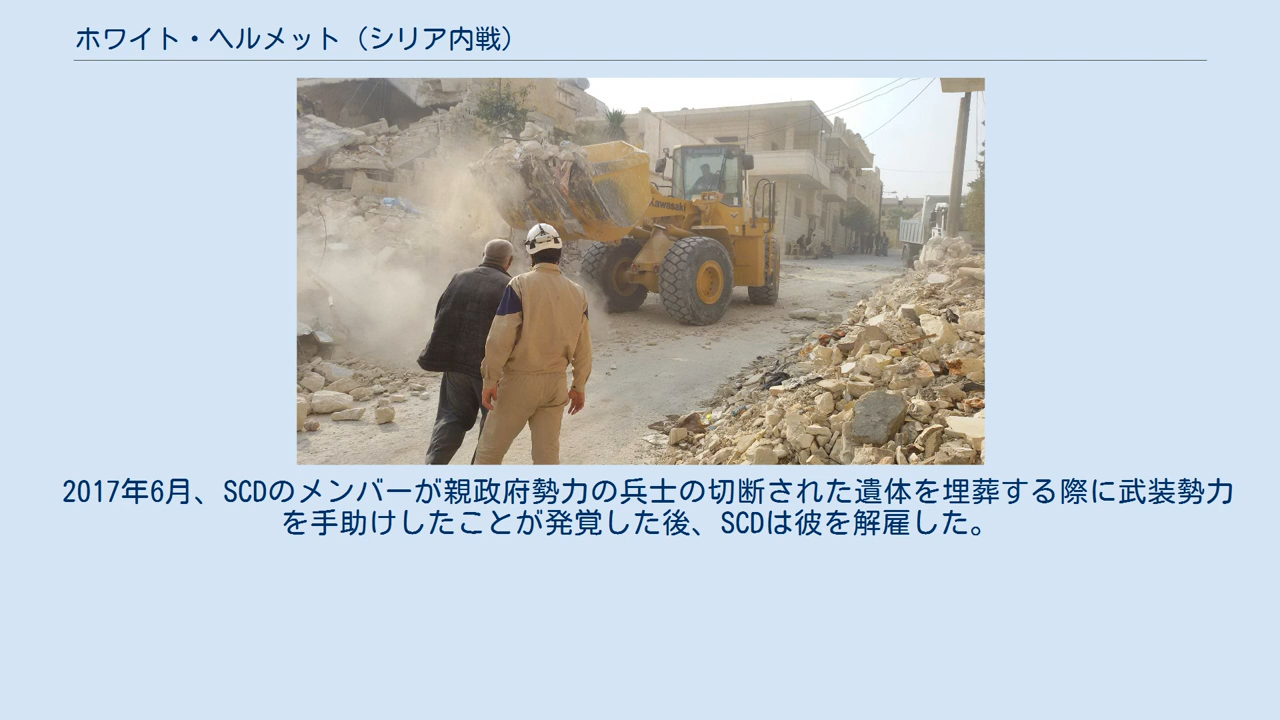 ホワイト・ヘルメット（シリア内戦）
Kawasaki
2017年6月、SCDのメンバーが親政府勢力の兵士の切断された遺体を埋葬する際に武装勢力
を手助けしたことが発覚した後、SCDは彼を解雇した。